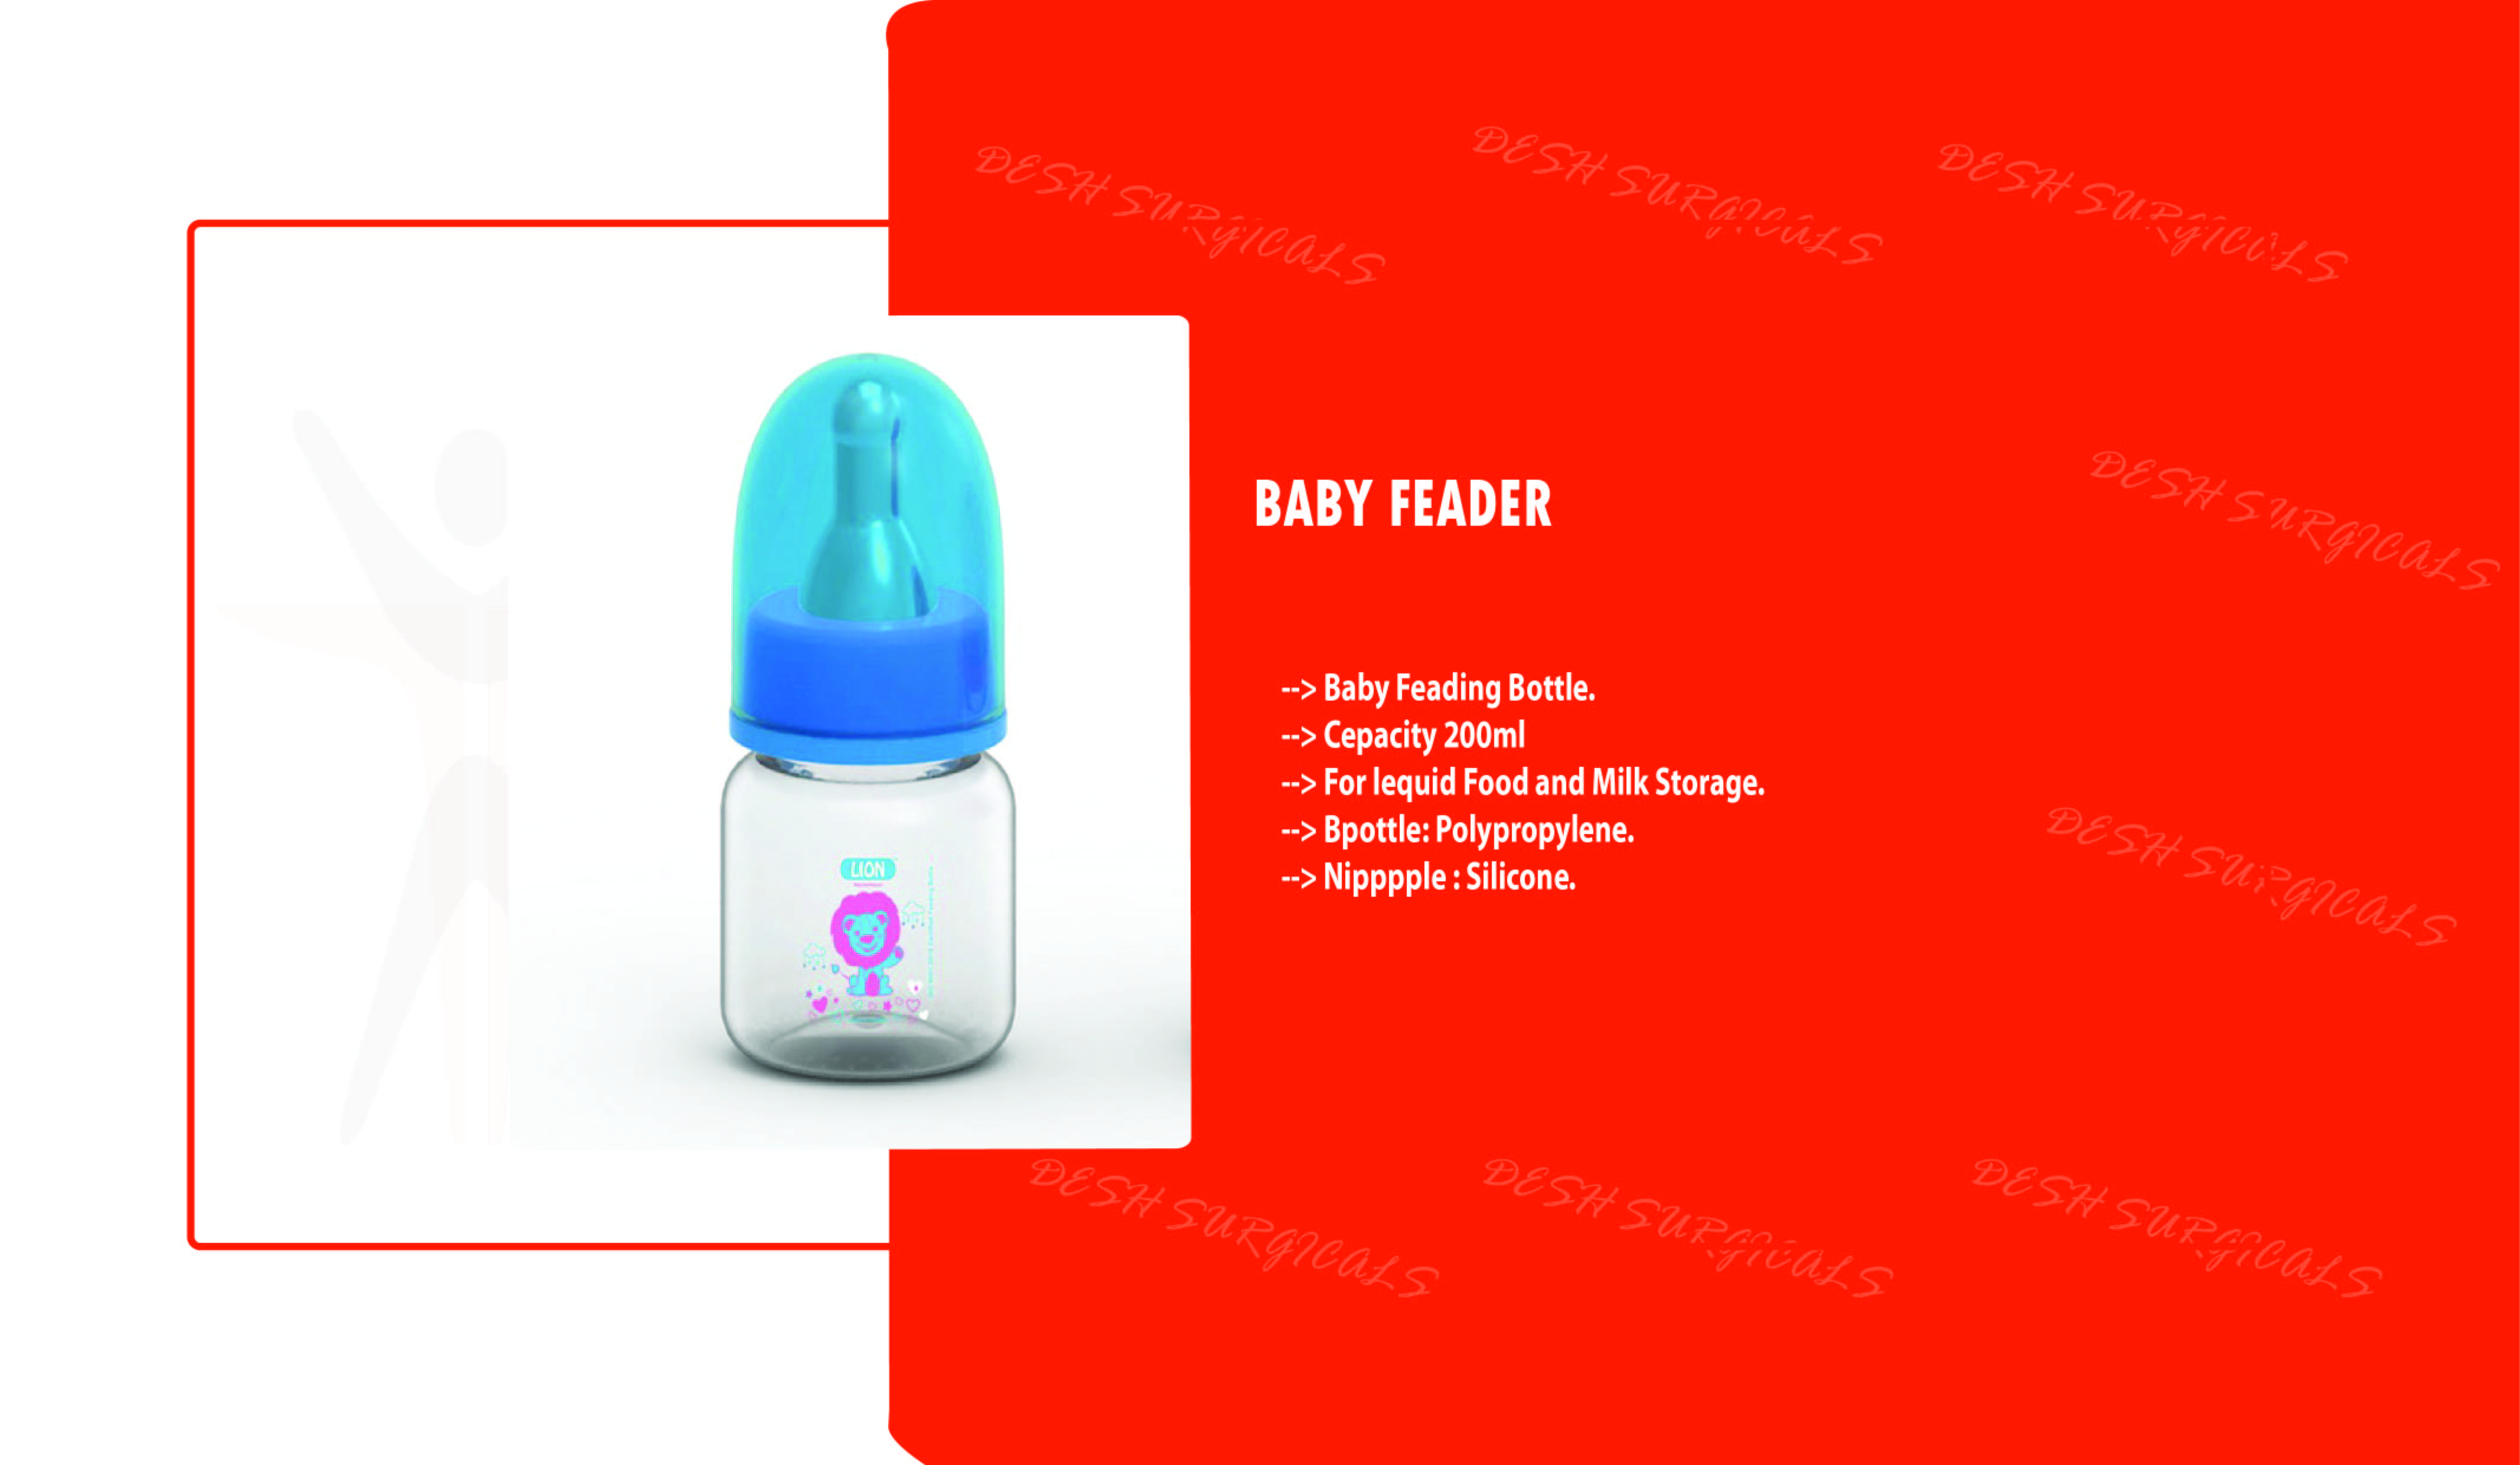 DESH SURGICALS
DESH SURGICALS
DESH SURGICALS
BABY FEADER
DESH SURGICALS
--> Baby Feading Bottle.
--> Cepacity 200ml
--> For lequid Food and Milk Storage.
--> Bpottle: Polypropylene.
--> Nipppple : Silicone.
DESH SURGICALS
LION
DESH SURGICALS
DESH SURGICALS
DESH SURGICALS